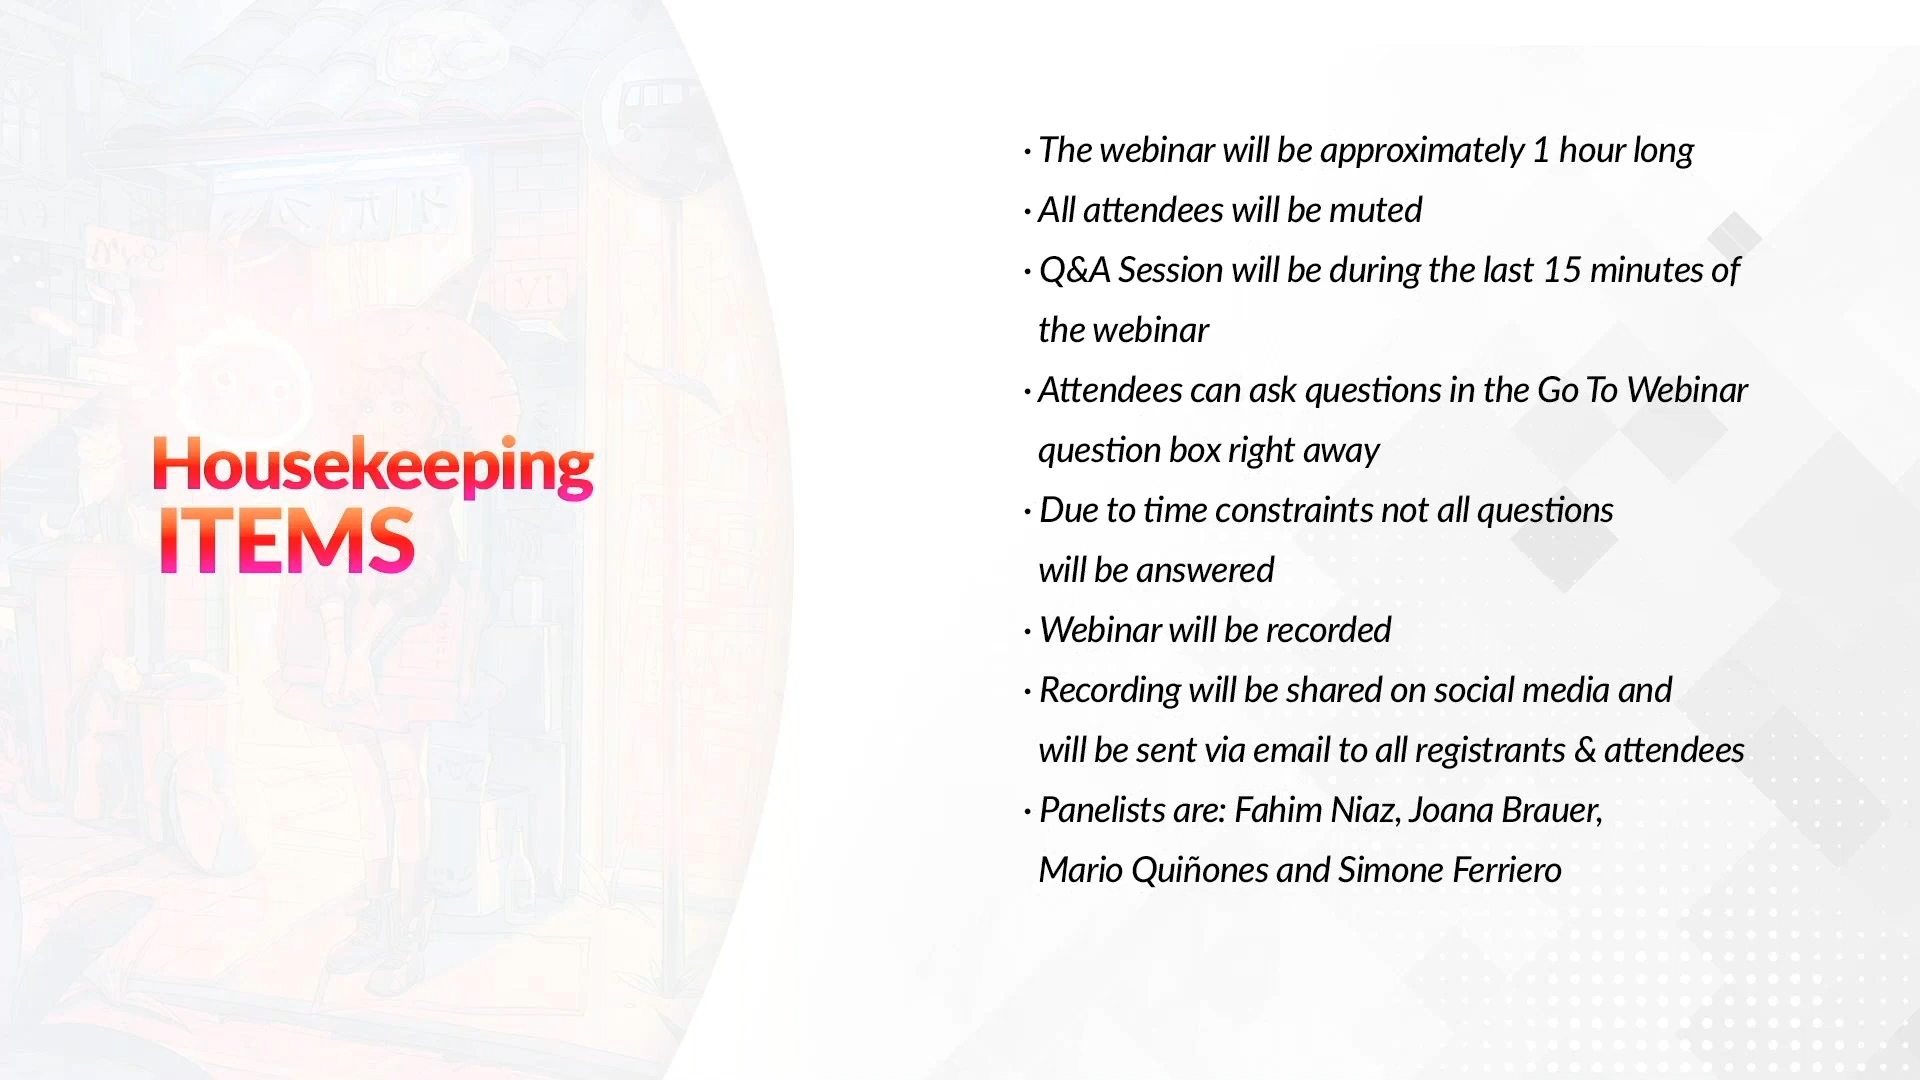 Housekeeping
ITEMS
· The webinar will be approximately 1 hour long
· All attendees will be muted
· Q&A Session will be during the last 15 minutes of
the webinar
· Attendees can ask questions in the Go To Webinar
question box right away
· Due to time constraints not all questions
will be answered
· Webinar will be recorded
· Recording will be shared on social media and
will be sent via email to all registrants & attendees
· Panelists are: Fahim Niaz, Joana Brauer,
Mario Quiñones and Simone Ferriero